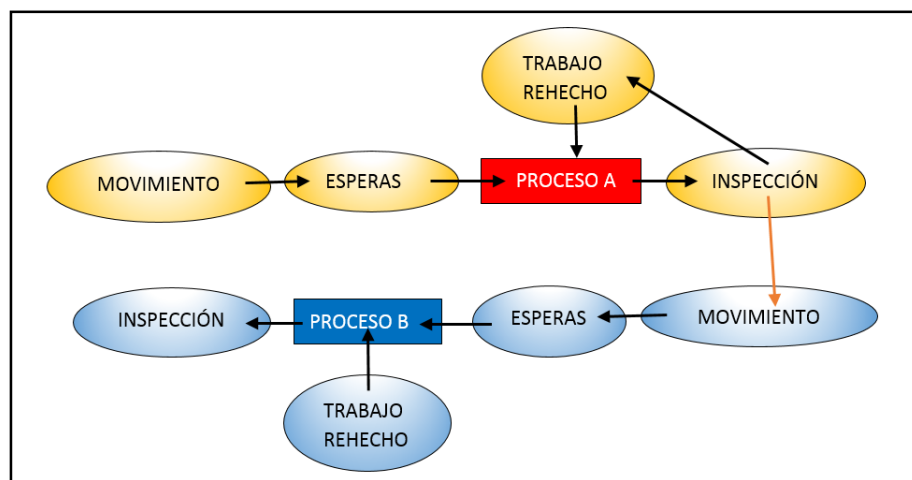 TRABAJO
REHECHO
MOVIMIENTO
ESPERAS
PROCESO A
INSPECCIÓN
INSPECCIÓN
PROCESO B
ESPERAS
MOVIMIENTO
TRABAJO
REHECHO